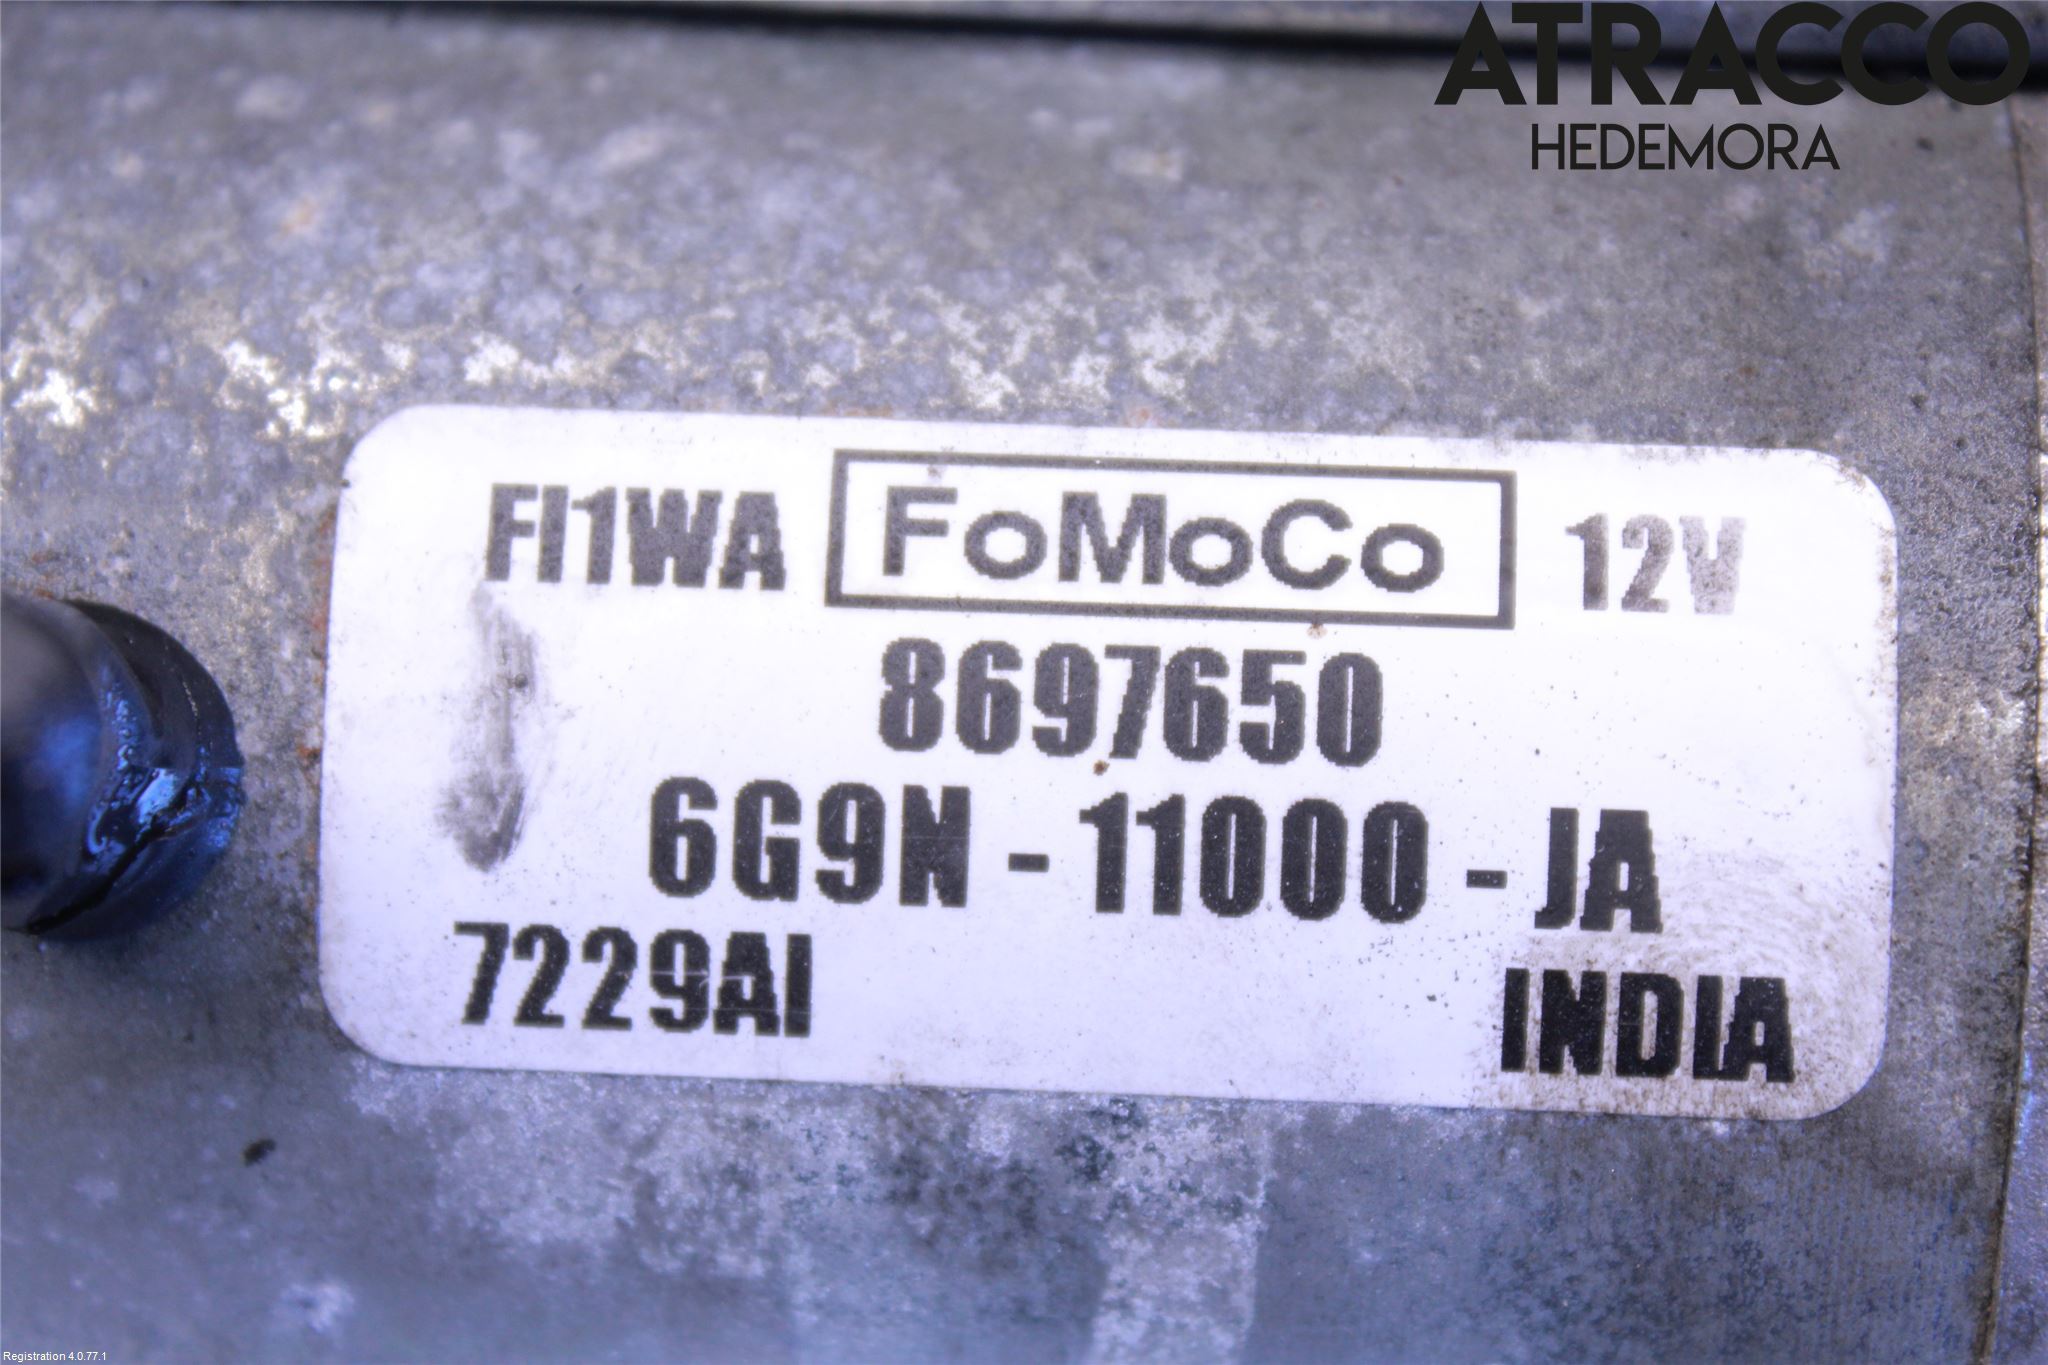 ATRACCO
HEDEMORA
FI1WA FoMoCo 12V
8697650
6G9N - 11000 - JA
7229AI
INDIA
Registration 4.0.77.1